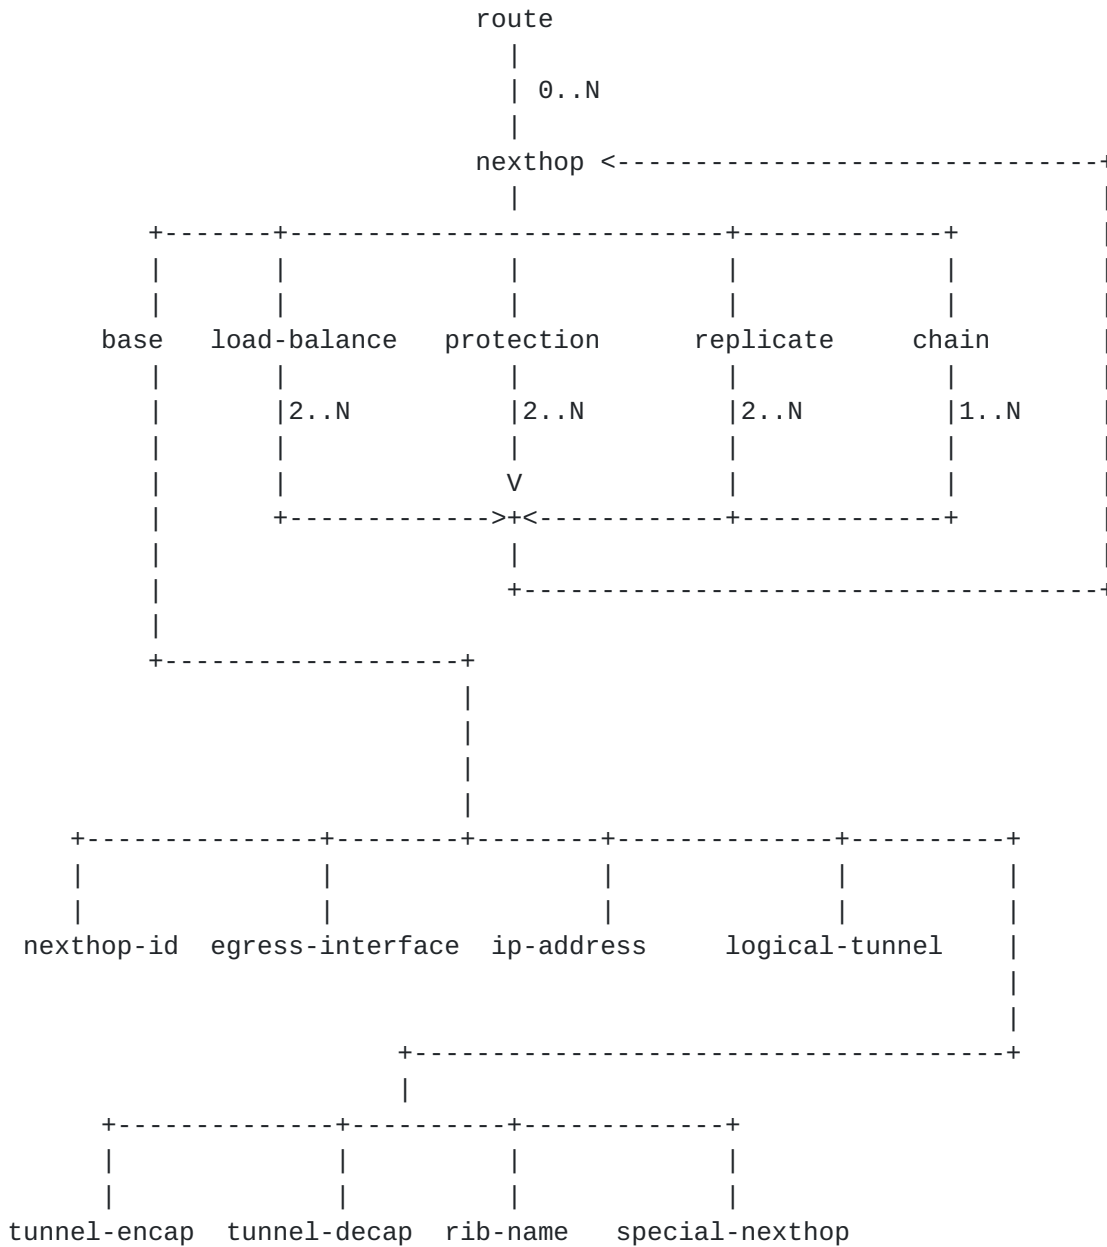 route
0..N
nexthop
base load-balance protection replicate chain
2..N 2..N 2..N 1..N
V
nexthop-id egress-interface ip-address logical-tunnel
tunnel-encap tunnel-decap rib-name special-nexthop